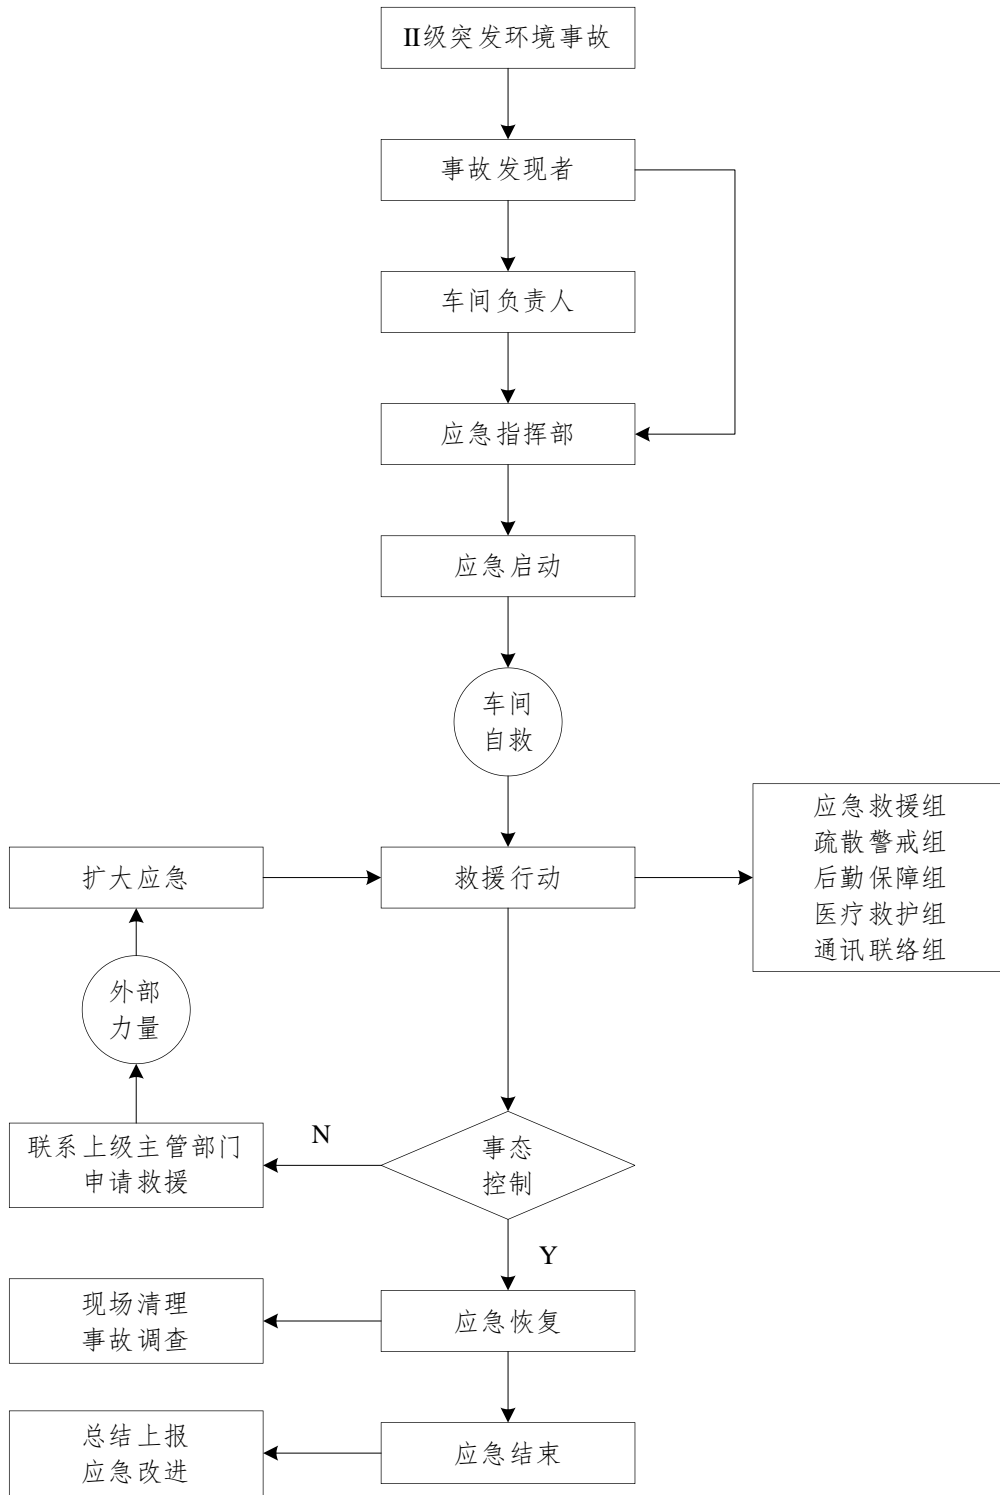 II级突发环境事故
事故发现者
车间负责人
应急指挥部
应急启动
车间
自救
应急救援组
疏散警戒组
后勤保障组
医疗救护组
通讯联络组
扩大应急
救援行动
外部
力量
联系上级主管部门
申请救援
N
事态
控制
Y
现场清理
事故调查
应急恢复
总结上报
应急改进
应急结束